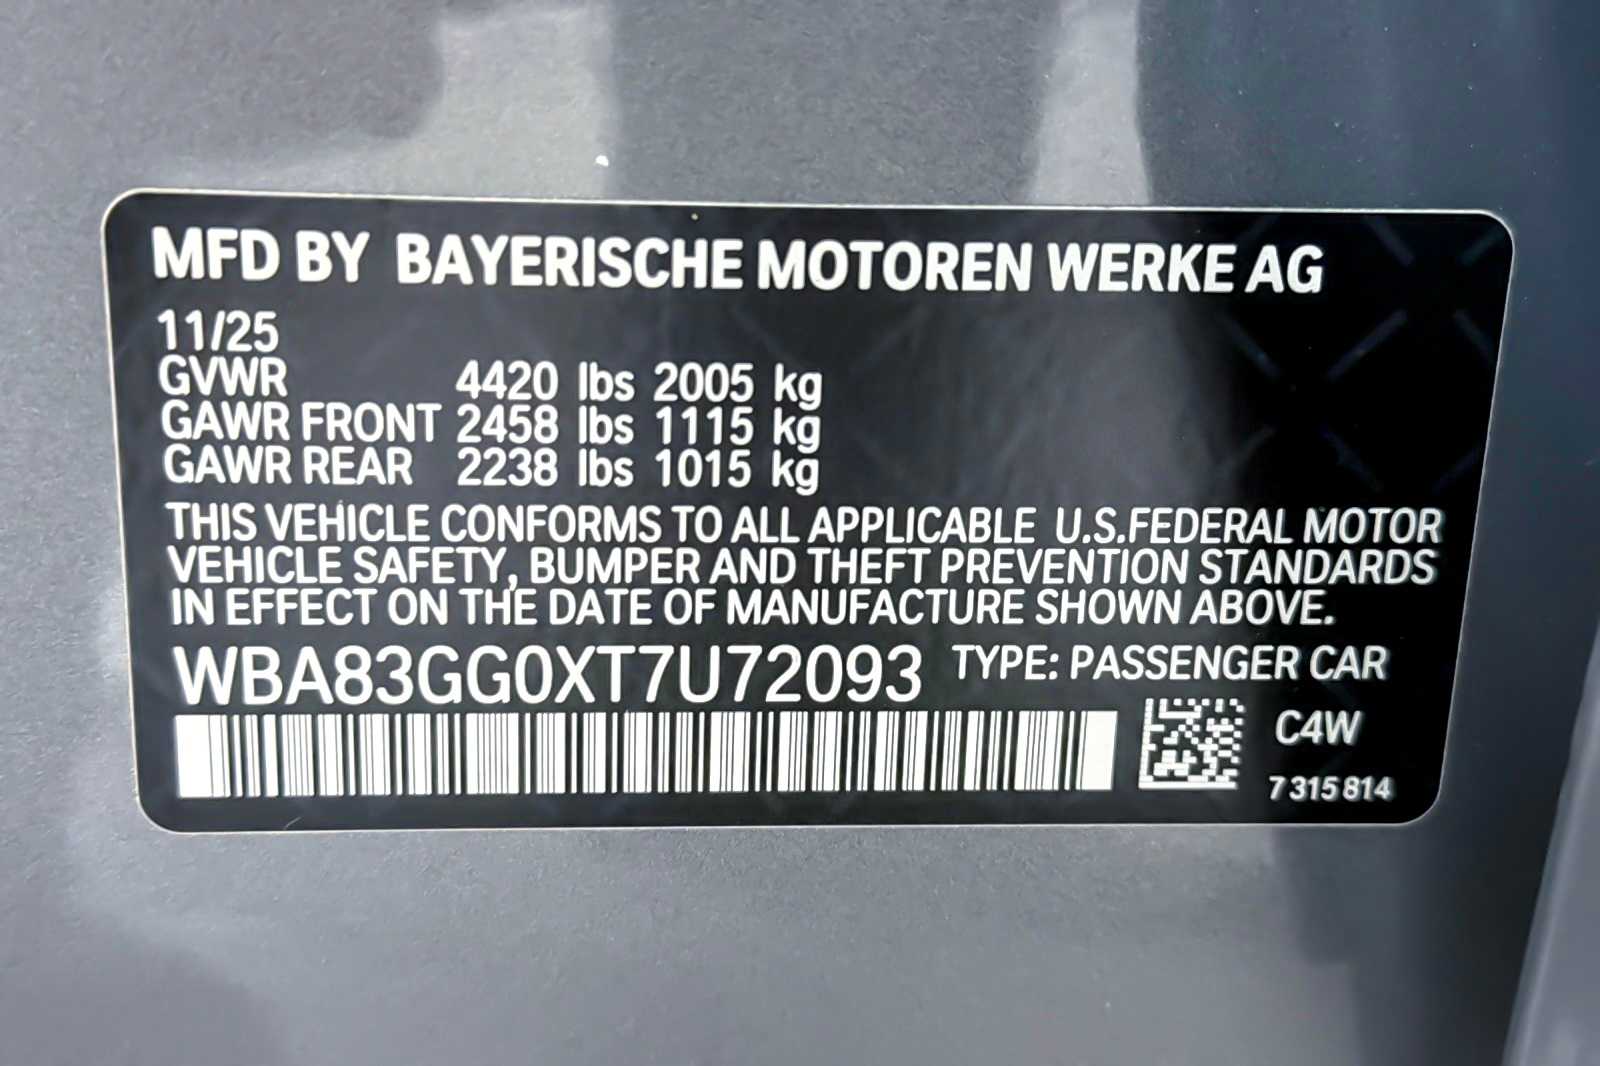 MFD BY BAYERISCHE MOTOREN WERKE AG
11/25
GVWR 4420 lbs 2005 kg
GAWR FRONT 2458 lbs 1115 kg
GAWR REAR 2238 lbs 1015 kg
THIS VEHICLE CONFORMS TO ALL APPLICABLE U.S.FEDERAL MOTOR
VEHICLE SAFETY, BUMPER AND THEFT PREVENTION STANDARDS
IN EFFECT ON THE DATE OF MANUFACTURE SHOWN ABOVE.
WBA83GG0XT7U72093 TYPE: PASSENGER CAR
C4W
7 315 814